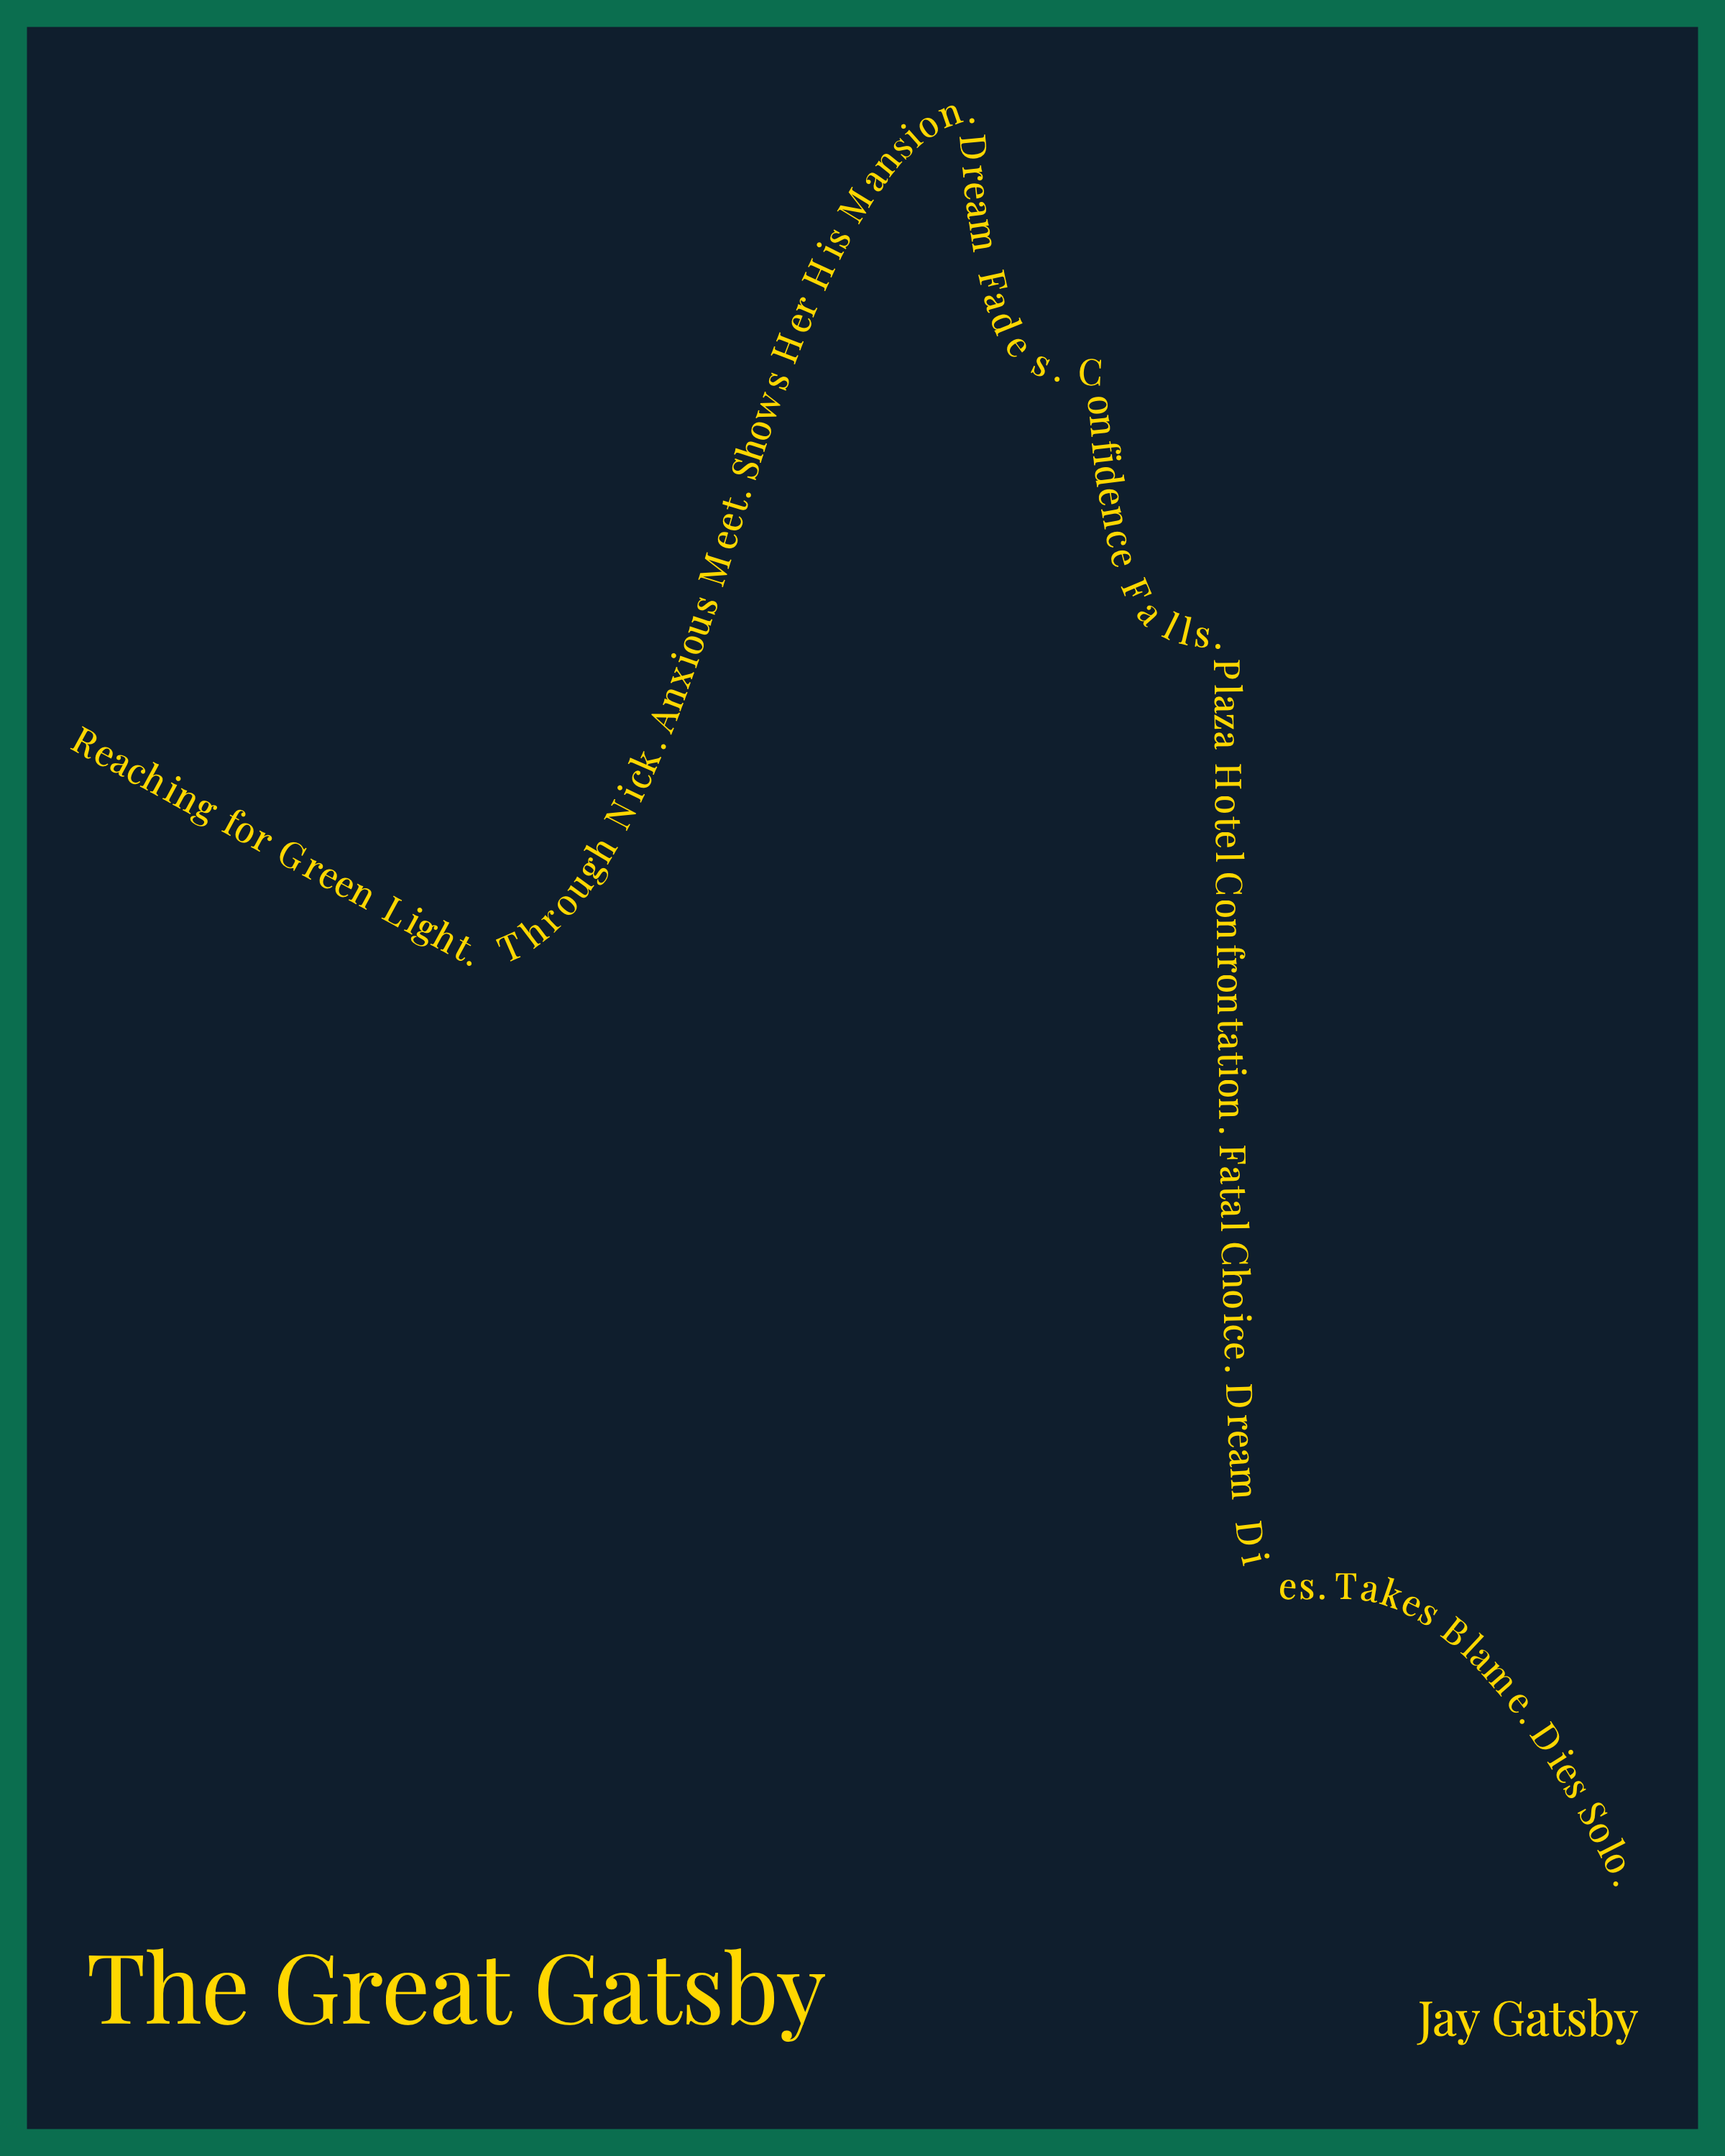 Reaching for Green Light. Through Nick. Anxious Meet. Shows Her His Mansion. Dream Fades. Confidence Falls. Plaza Hotel Confrontation. Fatal Choice. Dream Dies. Takes Blame. Dies Solo.
The Great Gatsby
Jay Gatsby